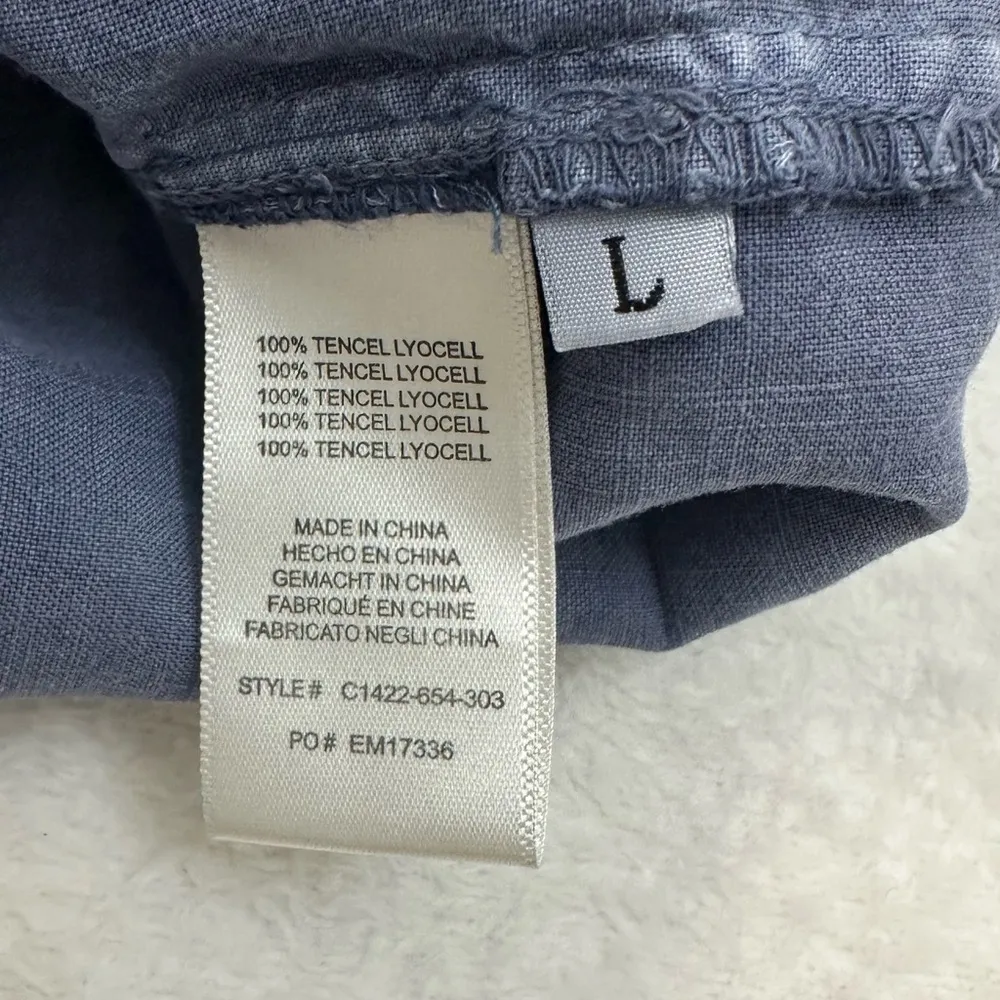 L
100% TENCEL LYOCELL
100% TENCEL LYOCELL
100% TENCEL LYOCELL
100% TENCEL LYOCELL
100% TENCEL LYOCELL
MADE IN CHINA
HECHO EN CHINA
GEMACHT IN CHINA
FABRIQUÉ EN CHINE
FABRICATO NEGLI CHINA
STYLE# C1422-654-303
PO# EM17336